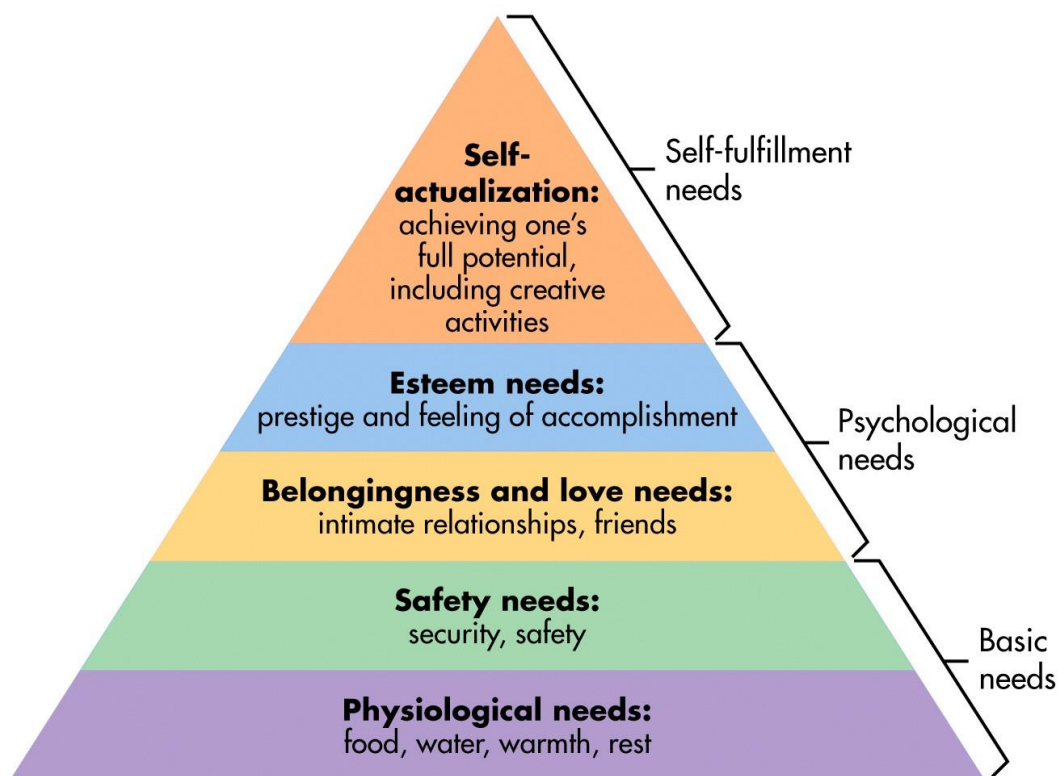 Self-
actualization:
achieving one's
full potential,
including creative
activities
Self-fulfillment
needs
Esteem needs:
prestige and feeling of accomplishment
Psychological
needs
Belongingness and love needs:
intimate relationships, friends
Safety needs:
security, safety
Basic
needs
Physiological needs:
food, water, warmth, rest